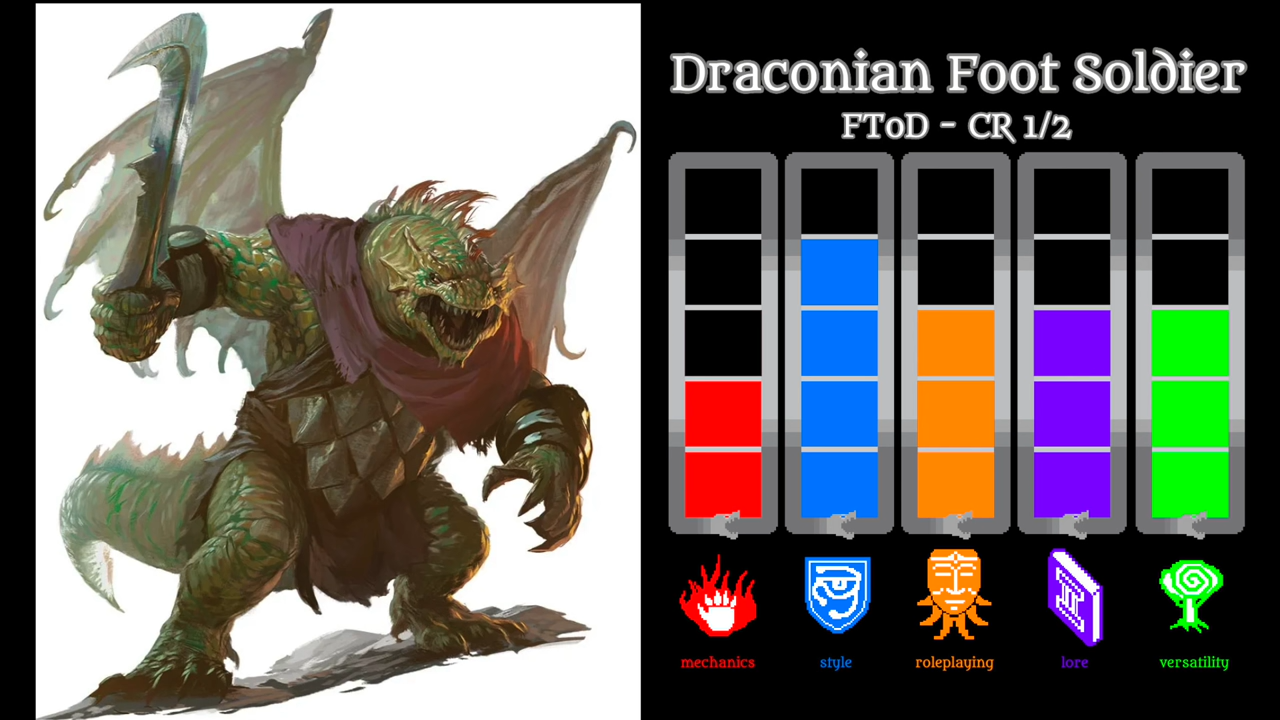 Draconian Foot Soldier
FToD - CR 1/2
mechanics
style
roleplaying
lore
versatility